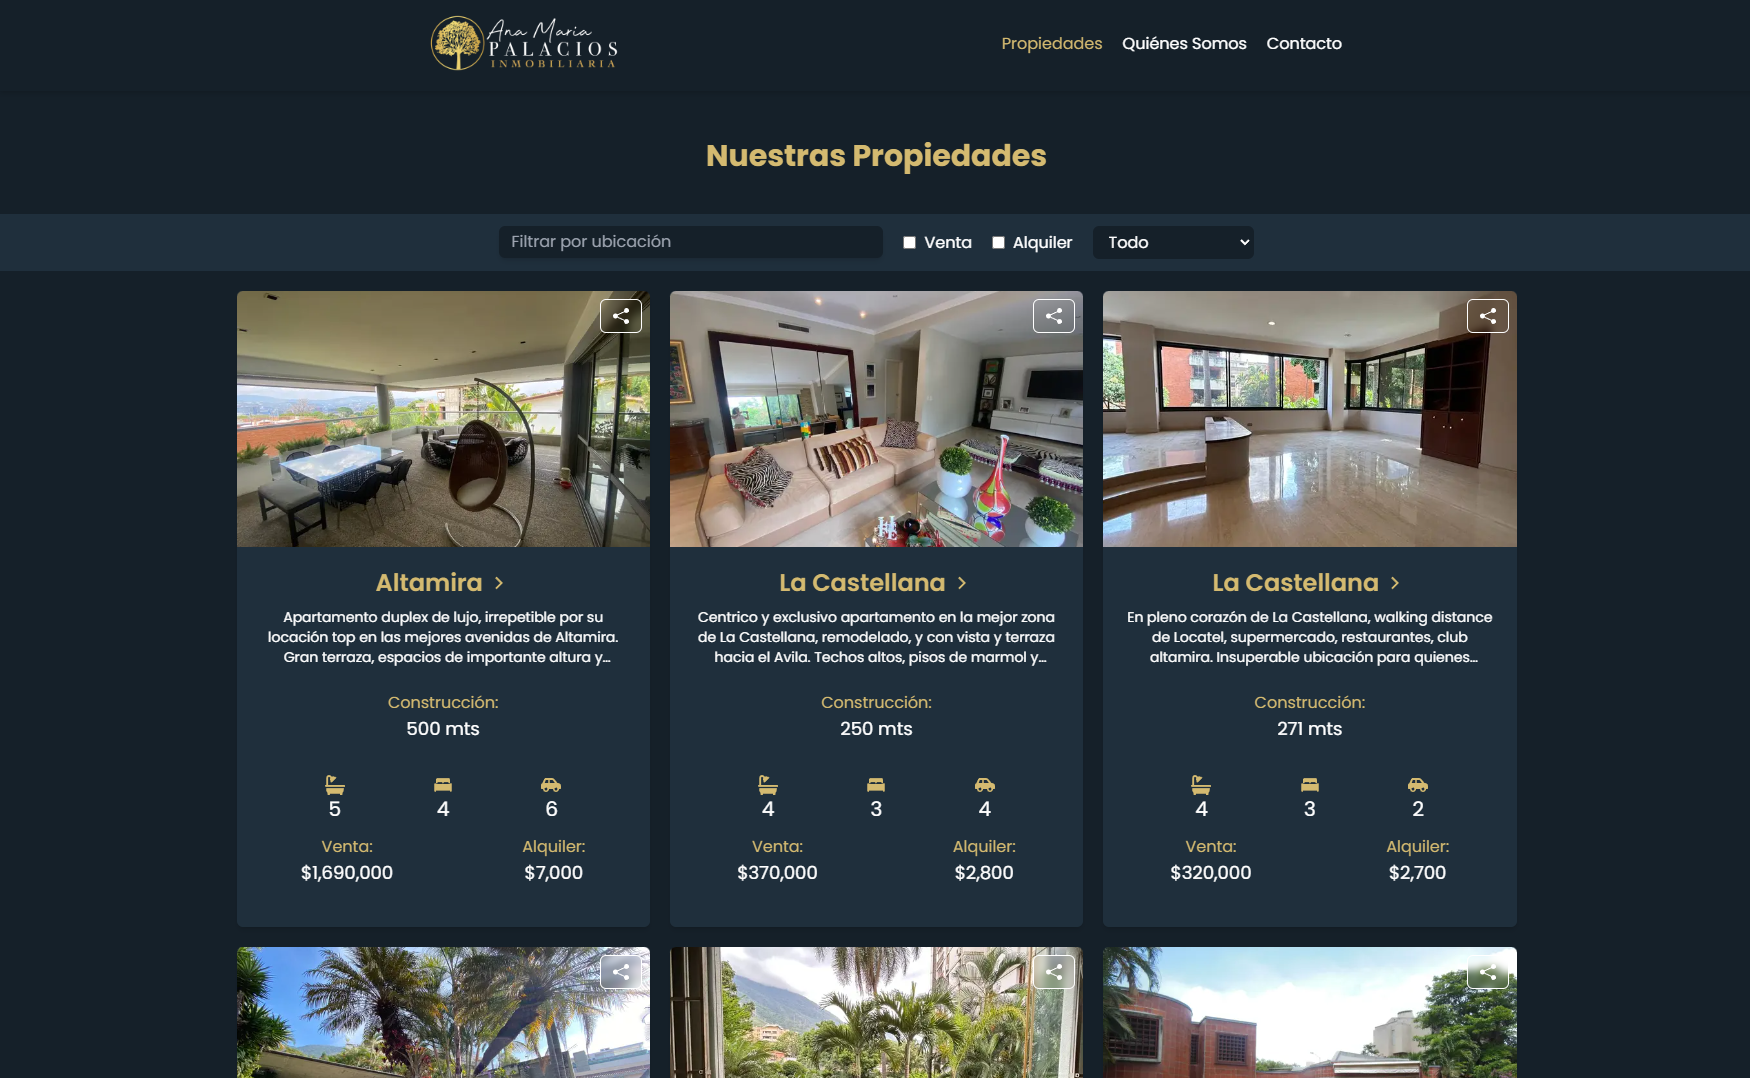 Ana Maria
PALACIOS
INMOBILIARIA
Propiedades
Quiénes Somos
Contacto
Nuestras Propiedades
Filtrar por ubicación
Venta
Alquiler
Todo
Altamira
Apartamento duplex de lujo, irrepetible por su
locación top en las mejores avenidas de Altamira.
Gran terraza, espacios de importante altura y…
Construcción:
500 mts
5
4
6
Venta:
$1,690,000
Alquiler:
$7,000
La Castellana
Centrico y exclusivo apartamento en la mejor zona
de La Castellana, remodelado, y con vista y terraza
hacia el Avila. Techos altos, pisos de marmol y…
Construcción:
250 mts
4
3
4
Venta:
$370,000
Alquiler:
$2,800
La Castellana
En pleno corazón de La Castellana, walking distance
de Locatel, supermercado, restaurantes, club
altamira. Insuperable ubicación para quienes…
Construcción:
271 mts
4
3
2
Venta:
$320,000
Alquiler:
$2,700